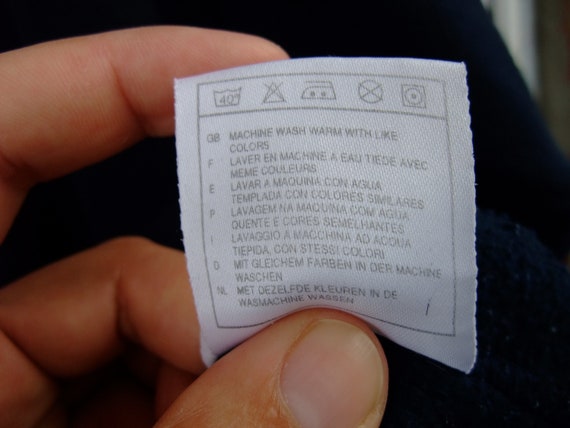 40°
GB MACHINE WASH WARM WITH LIKE
COLORS
F LAVER EN MACHINE A EAU TIEDE AVEC
MEME COULEURS
E LAVAR A MAQUINA CON AGUA
TEMPLADA CON COLORES SIMILARES
P LAVAGEM NA MAQUINA COM AGUA
QUENTE E CORES SEMELHANTES
I LAVAGGIO A MACCHINA AD ACQUA
TIEPIDA, CON STESSI COLORI
D MIT GLEICHEM FARBEN IN DER MACHINE
WASCHEN
NL MET DEZELFDE KLEUREN IN DE
WASMACHINE WASSEN